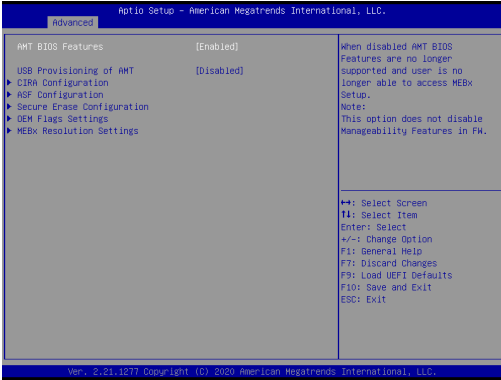 Aptio Setup – American Megatrends International, LLC.
Advanced
AMT BIOS Features [Enabled]
USB Provisioning of AMT [Disabled]
CIRA Configuration
ASF Configuration
Secure Erase Configuration
OEM Flags Settings
MEBx Resolution Settings
When disabled AMT BIOS
Features are no longer
supported and user is no
longer able to access MEBx
Setup.
Note:
This option does not disable
Manageability Features in FW.
↔: Select Screen
↑↓: Select Item
Enter: Select
+/-: Change Option
F1: General Help
F7: Discard Changes
F9: Load UEFI Defaults
F10: Save and Exit
ESC: Exit
Ver. 2.21.1277 Copyright (C) 2020 American Megatrends International, LLC.